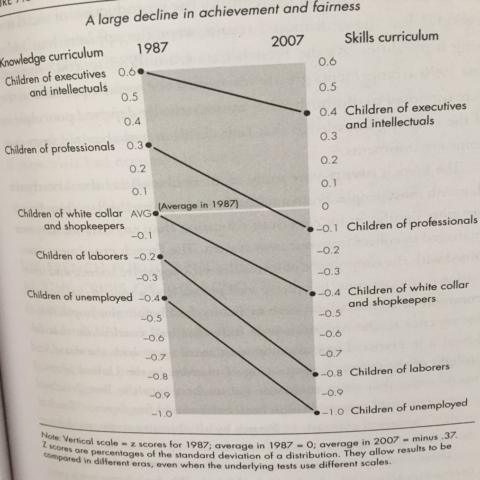 A large decline in achievement and fairness
Knowledge curriculum 1987 2007 Skills curriculum
Children of executives
and intellectuals
0.6
0.5
0.4
Children of professionals 0.3
0.2
0.1
(Average in 1987)
Children of white collar
and shopkeepers
AVG
-0.1
Children of laborers -0.2
-0.3
Children of unemployed -0.4
-0.5
-0.6
-0.7
-0.8
-0.9
-1.0
0.6
0.5
0.4 Children of executives
and intellectuals
0.3
0.2
0.1
0
-0.1 Children of professionals
-0.2
-0.3
-0.4 Children of white collar
and shopkeepers
-0.5
-0.6
-0.7
-0.8 Children of laborers
-0.9
-1.0 Children of unemployed
Note: Vertical scale = z scores for 1987; average in 1987 = 0; average in 2007 = minus .37.
Z scores are percentages of the standard deviation of a distribution. They allow results to be
compared in different eras, even when the underlying tests use different scales.